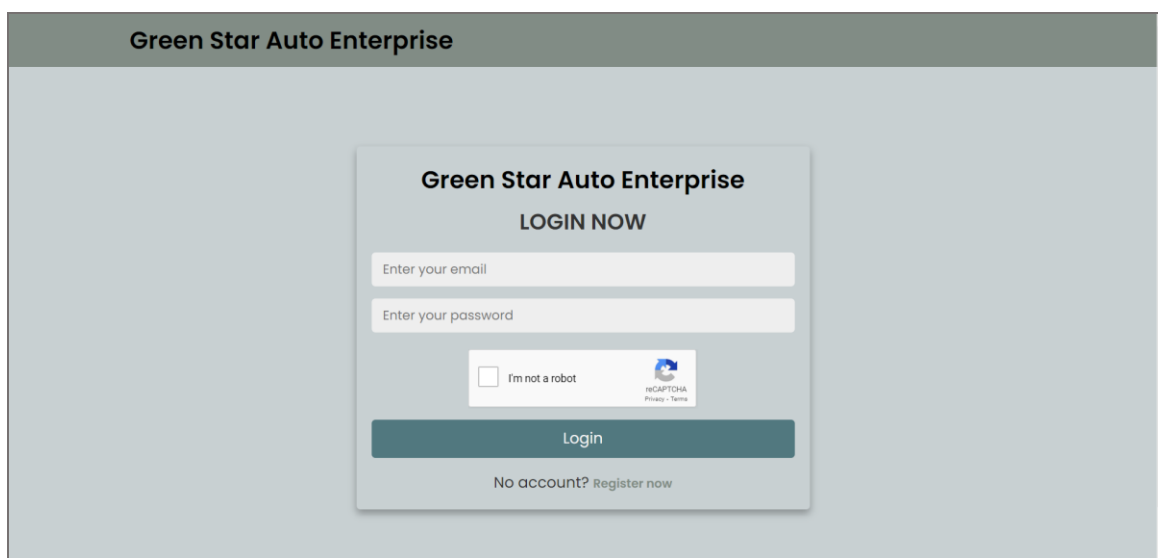 Green Star Auto Enterprise
Green Star Auto Enterprise
LOGIN NOW
Enter your email
Enter your password
I'm not a robot
reCAPTCHA
Privacy - Terms
Login
No account? Register now